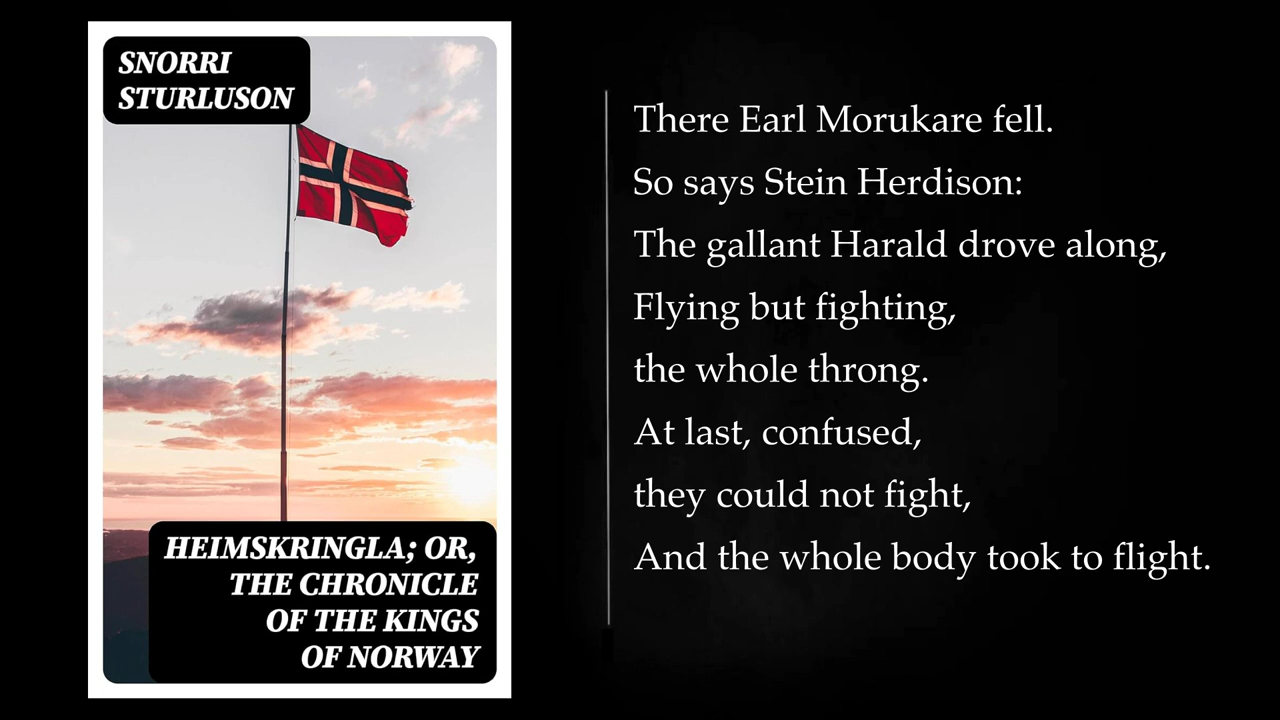 SNORRI
STURLUSON
HEIMSKRINGLA; OR,
THE CHRONICLE
OF THE KINGS
OF NORWAY
There Earl Morukare fell.
So says Stein Herdison:
The gallant Harald drove along,
Flying but fighting,
the whole throng.
At last, confused,
they could not fight,
And the whole body took to flight.